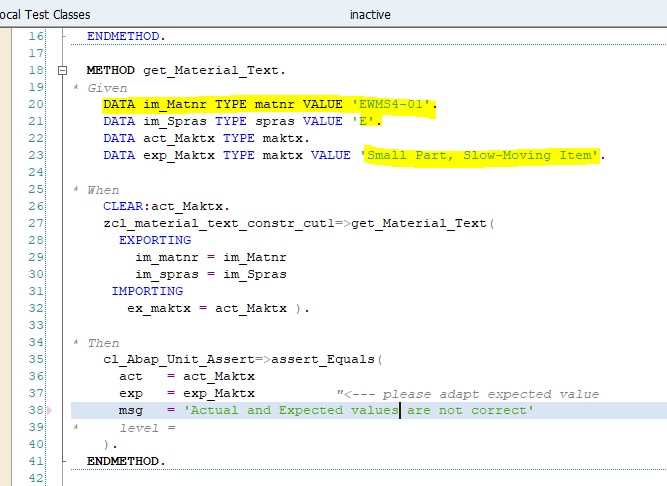 ocal Test Classes inactive
16 ENDMETHOD.
17
18 METHOD get_Material_Text.
19 * Given
20 DATA im_Matnr TYPE matnr VALUE 'EWMS4-01'.
21 DATA im_Spras TYPE spras VALUE 'E'.
22 DATA act_Maktx TYPE maktx.
23 DATA exp_Maktx TYPE maktx VALUE 'Small Part, Slow-Moving Item'.
24
25 * When
26 CLEAR:act_Maktx.
27 zcl_material_text_constr_cut1=>get_Material_Text(
28 EXPORTING
29 im_matnr = im_Matnr
30 im_spras = im_Spras
31 IMPORTING
32 ex_maktx = act_Maktx ).
33
34 * Then
35 cl_Abap_Unit_Assert=>assert_Equals(
36 act = act_Maktx
37 exp = exp_Maktx "<--- please adapt expected value
38 msg = 'Actual and Expected values are not correct'
39 * level =
40 ).
41 ENDMETHOD.
42